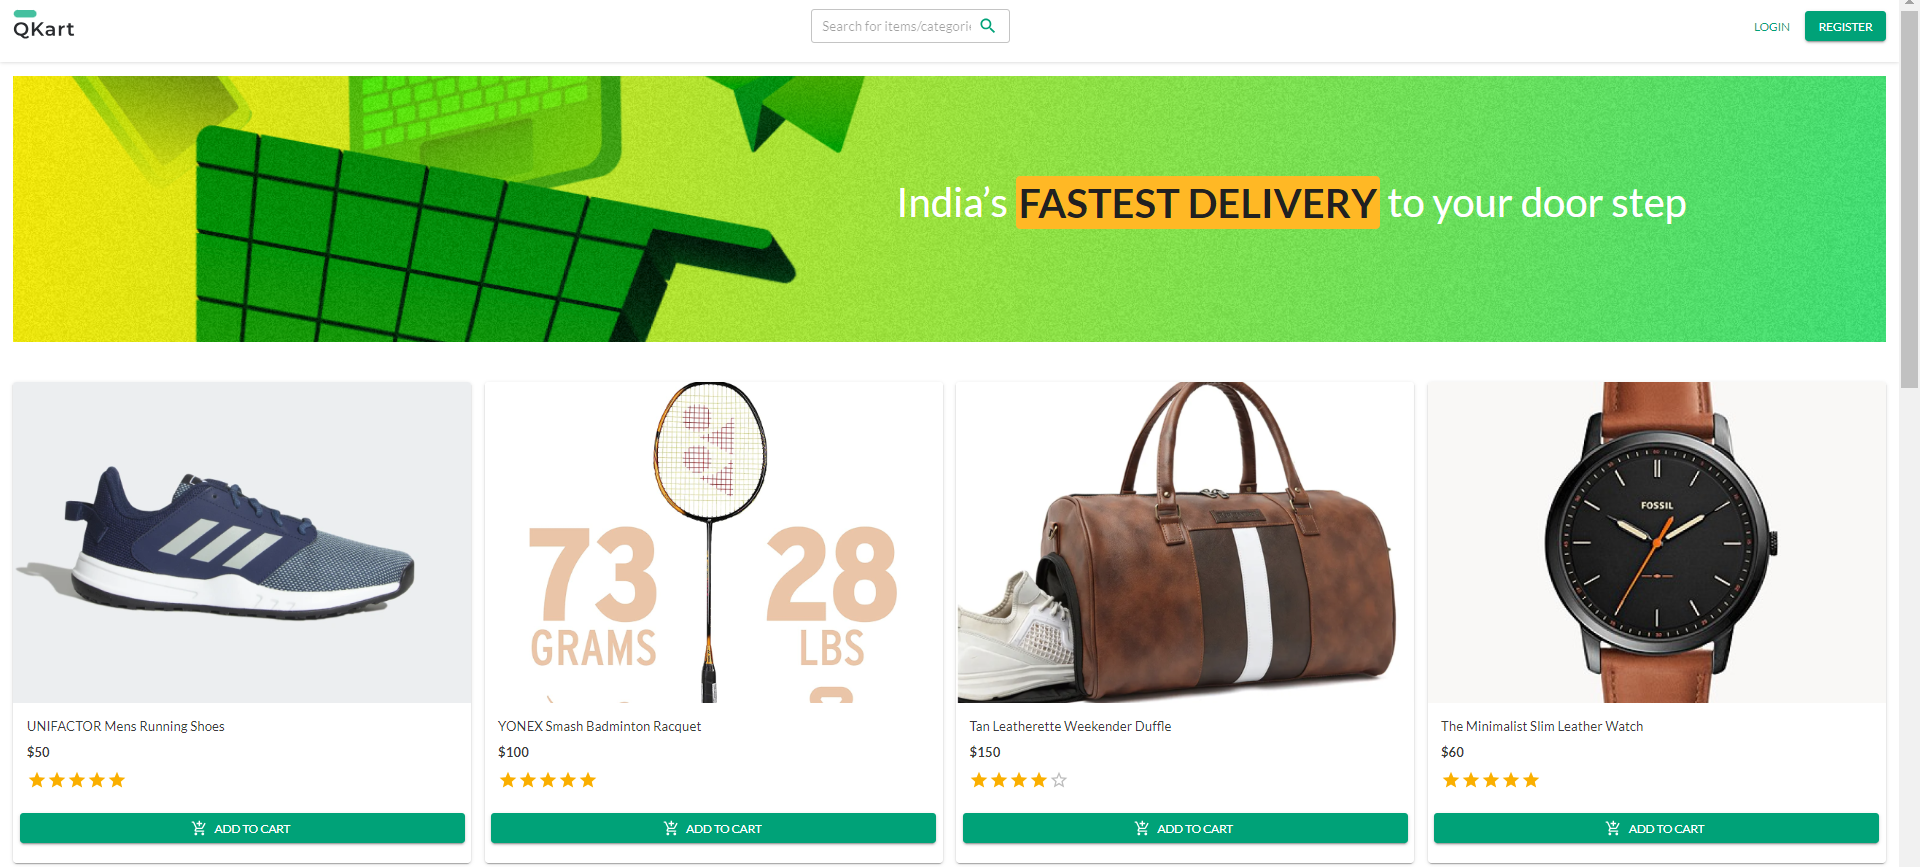 QKart
Search for items/categorie
LOGIN
REGISTER
India’s FASTEST DELIVERY to your door step
73
GRAMS
28
LBS
FOSSIL
UNIFACTOR Mens Running Shoes
$50
ADD TO CART
YONEX Smash Badminton Racquet
$100
ADD TO CART
Tan Leatherette Weekender Duffle
$150
ADD TO CART
The Minimalist Slim Leather Watch
$60
ADD TO CART